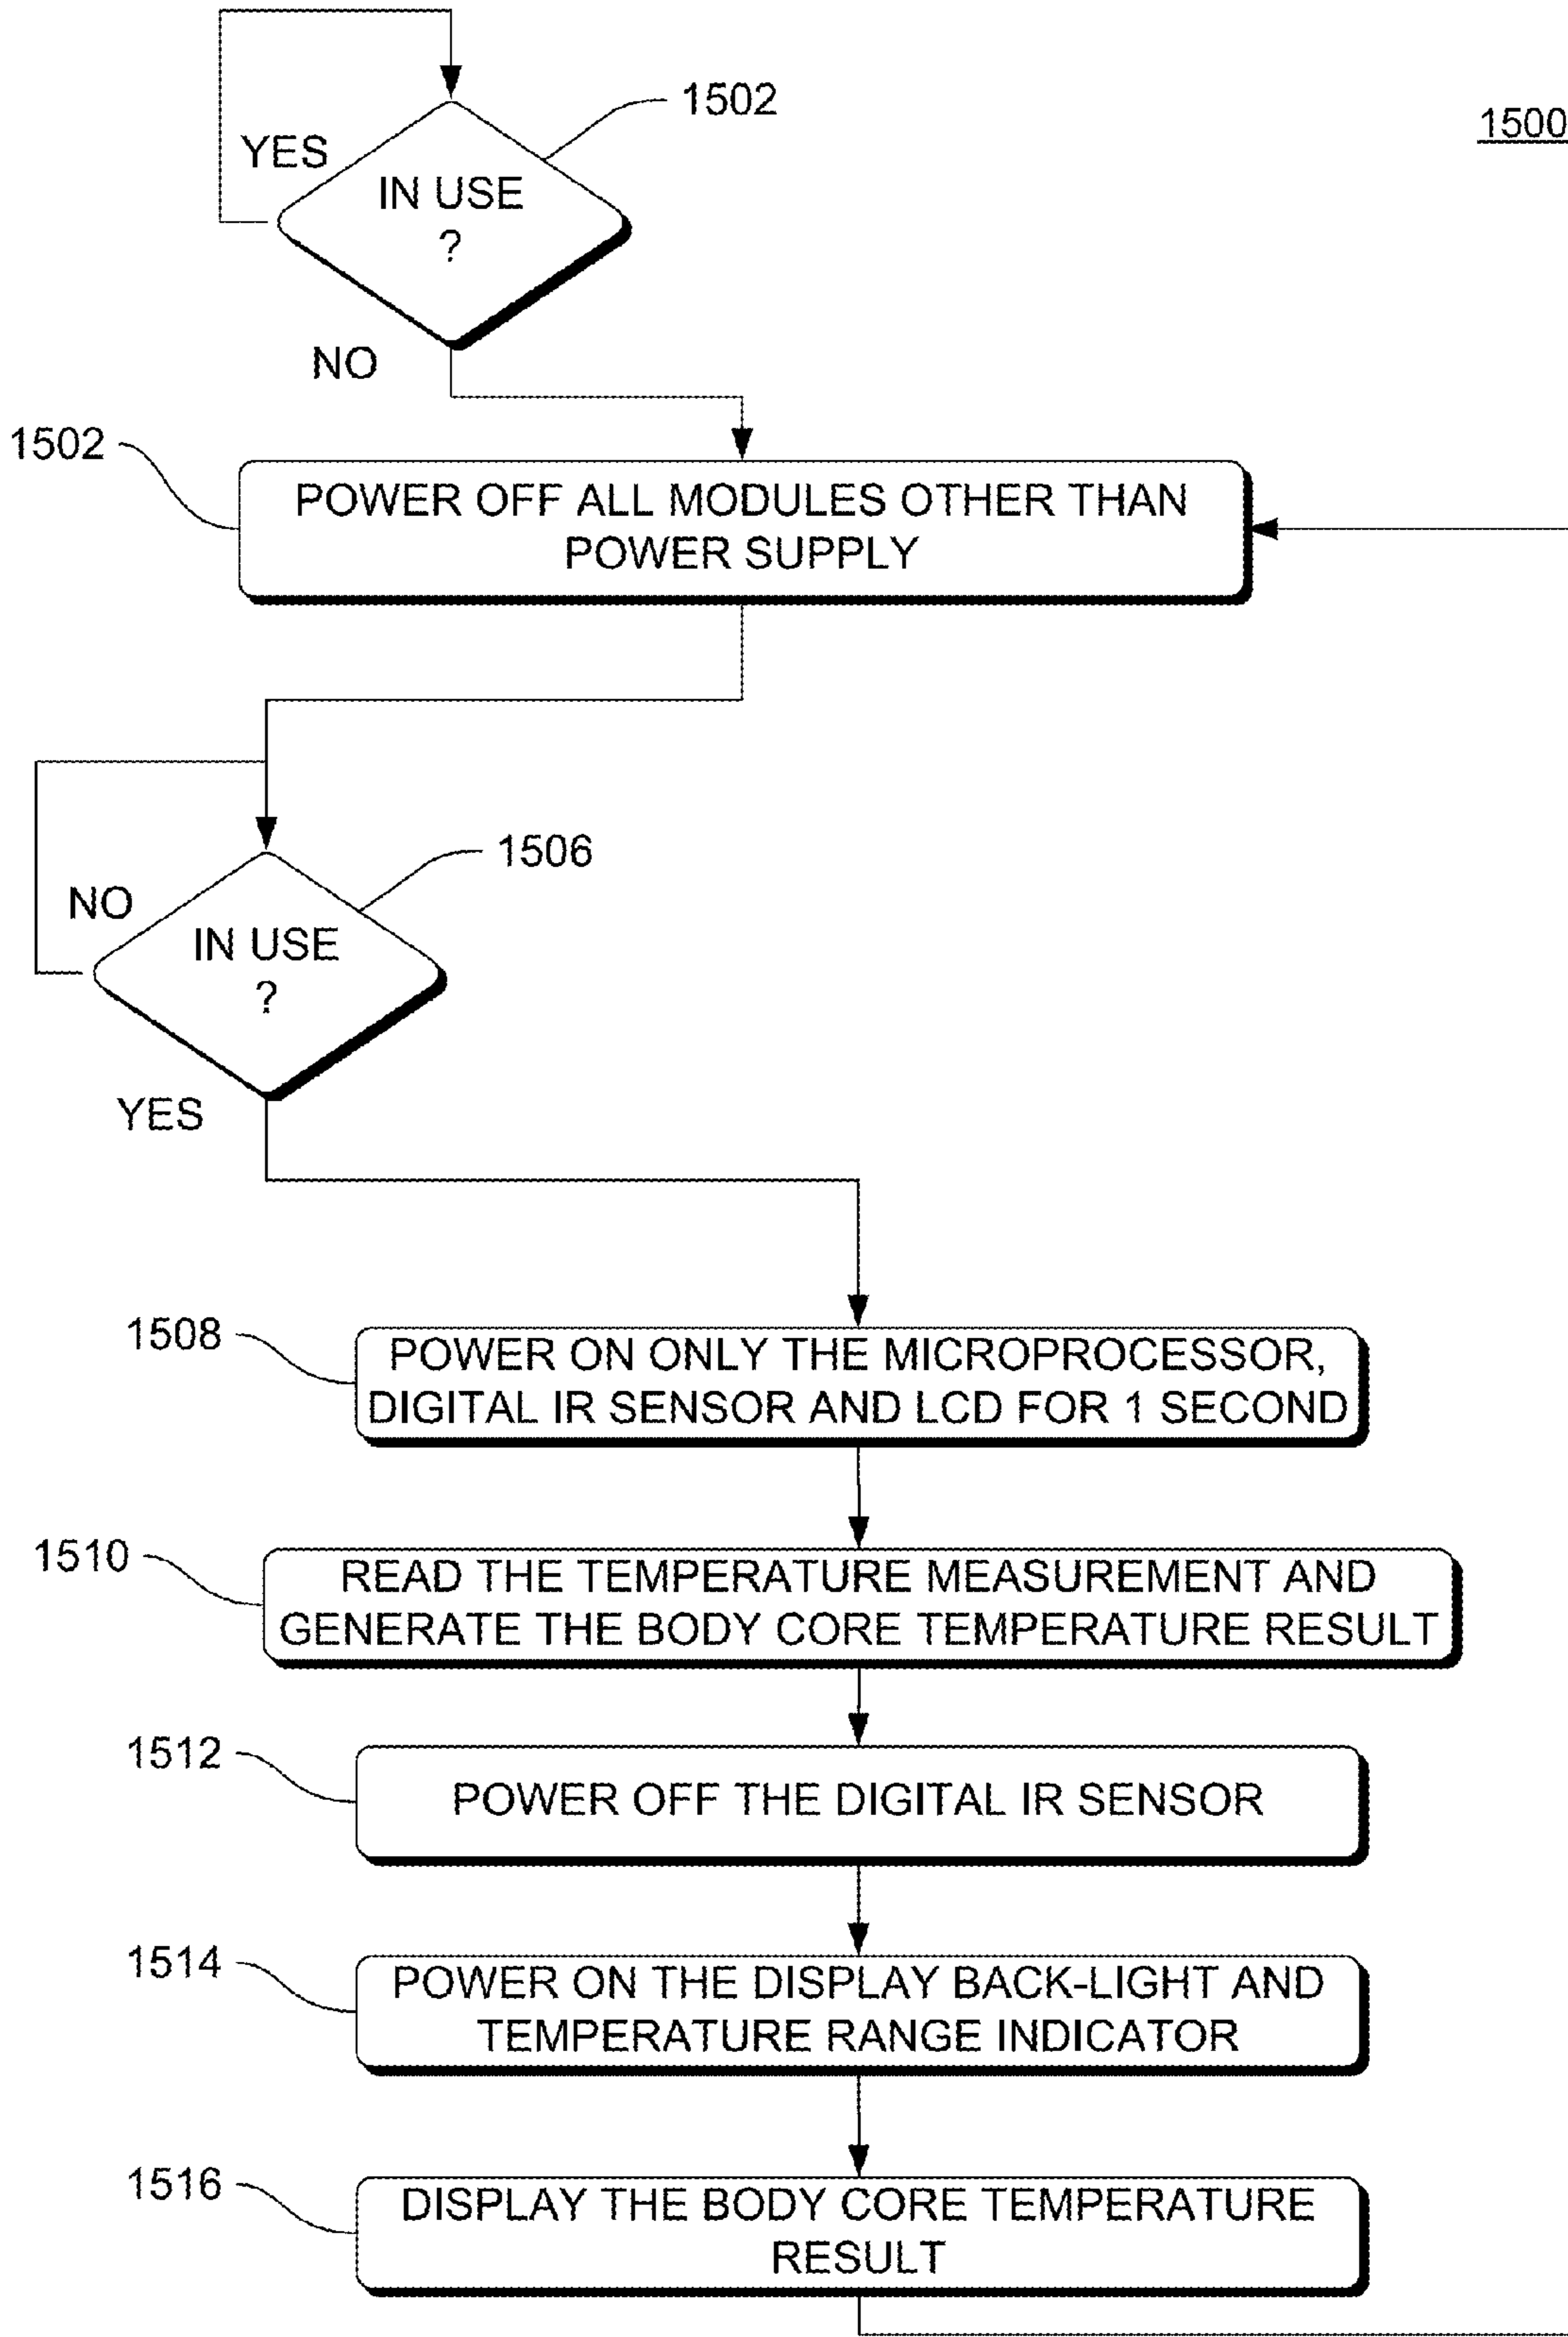 1500
1502
YES
IN USE
?
NO
1502
POWER OFF ALL MODULES OTHER THAN
POWER SUPPLY
1506
NO
IN USE
?
YES
1508
POWER ON ONLY THE MICROPROCESSOR,
DIGITAL IR SENSOR AND LCD FOR 1 SECOND
1510
READ THE TEMPERATURE MEASUREMENT AND
GENERATE THE BODY CORE TEMPERATURE RESULT
1512
POWER OFF THE DIGITAL IR SENSOR
1514
POWER ON THE DISPLAY BACK-LIGHT AND
TEMPERATURE RANGE INDICATOR
1516
DISPLAY THE BODY CORE TEMPERATURE
RESULT